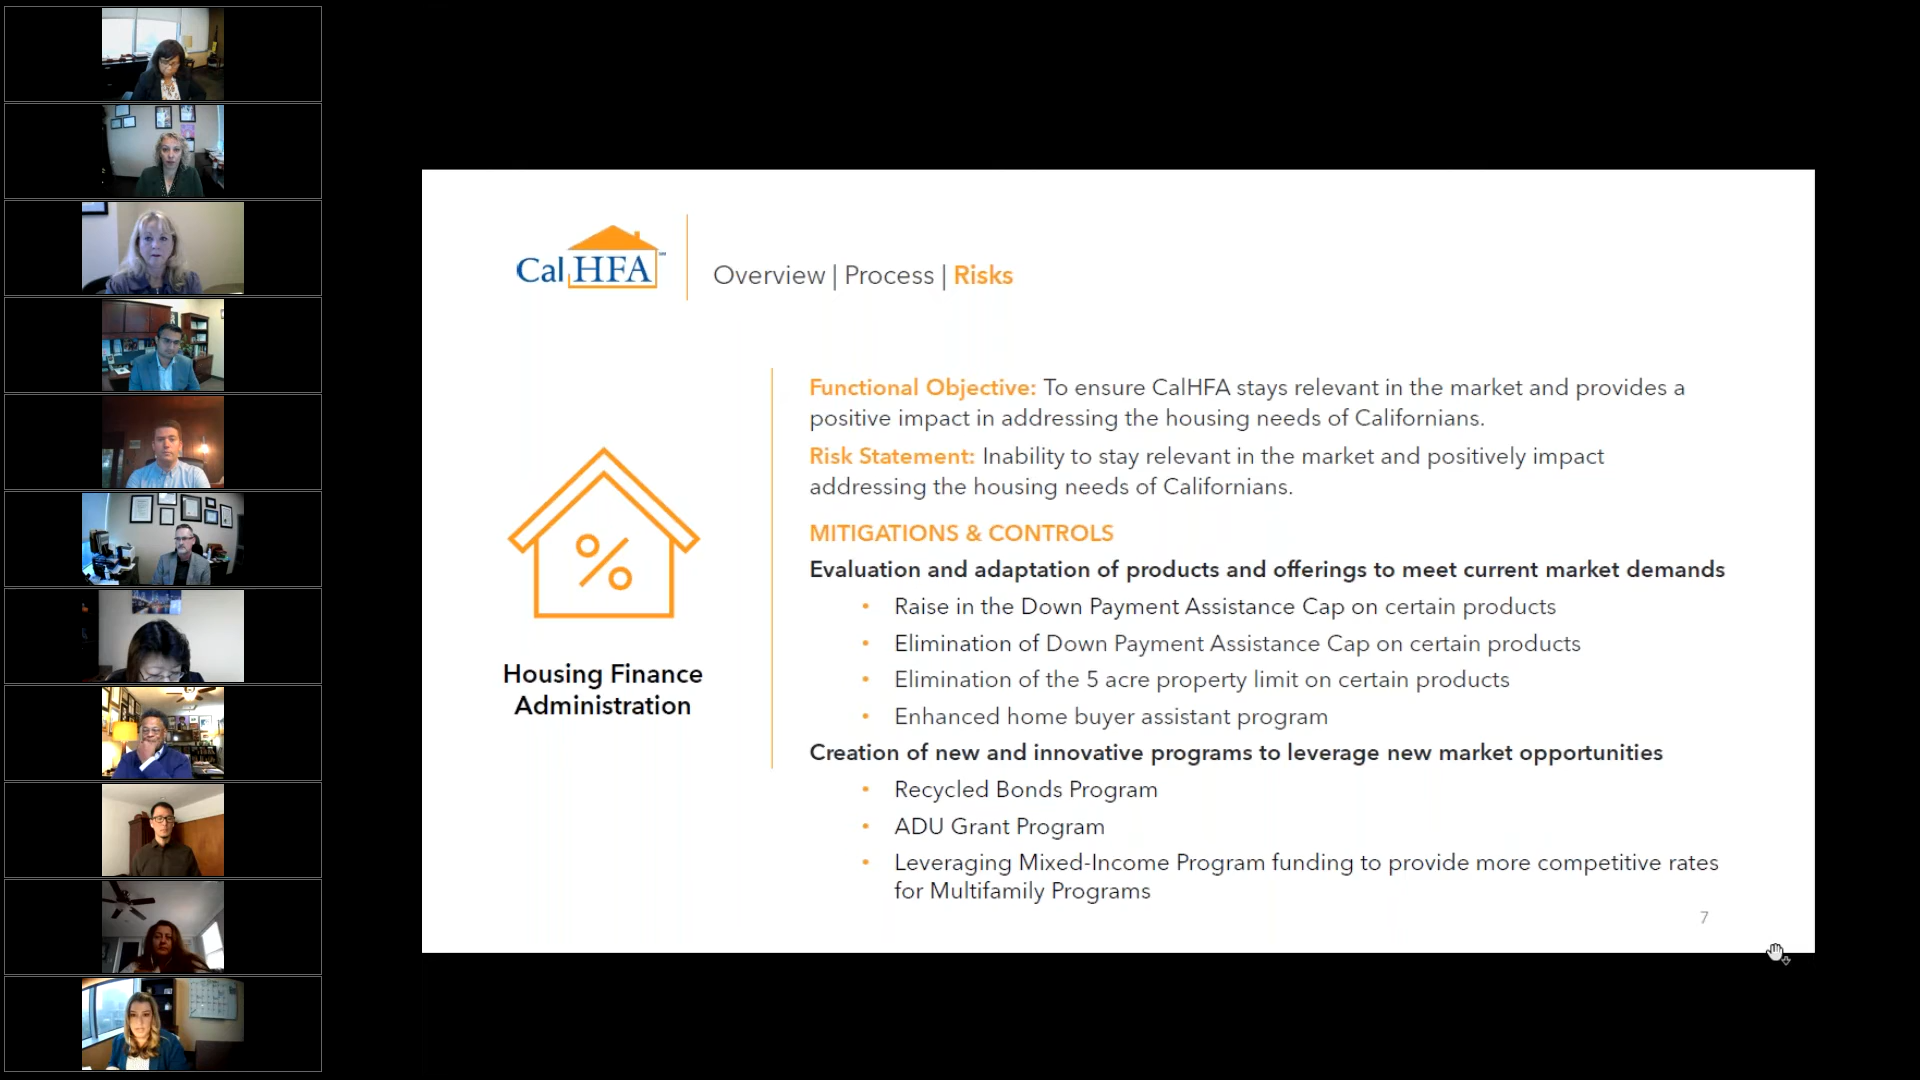 Cal HFA SM
Overview | Process | Risks
Functional Objective: To ensure CalHFA stays relevant in the market and provides a
positive impact in addressing the housing needs of Californians.
Risk Statement: Inability to stay relevant in the market and positively impact
addressing the housing needs of Californians.
MITIGATIONS & CONTROLS
Evaluation and adaptation of products and offerings to meet current market demands
• Raise in the Down Payment Assistance Cap on certain products
• Elimination of Down Payment Assistance Cap on certain products
• Elimination of the 5 acre property limit on certain products
• Enhanced home buyer assistant program
Creation of new and innovative programs to leverage new market opportunities
• Recycled Bonds Program
• ADU Grant Program
• Leveraging Mixed-Income Program funding to provide more competitive rates
for Multifamily Programs
%
Housing Finance
Administration
7